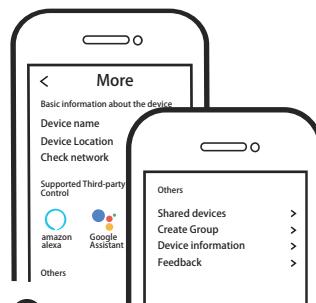 < More
Basic information about the device
Device name
Device Location
Check network
Supported Third-party
Control
amazon
alexa
Google
Assistant
Others
Others
Shared devices >
Create Group >
Device information >
Feedback >